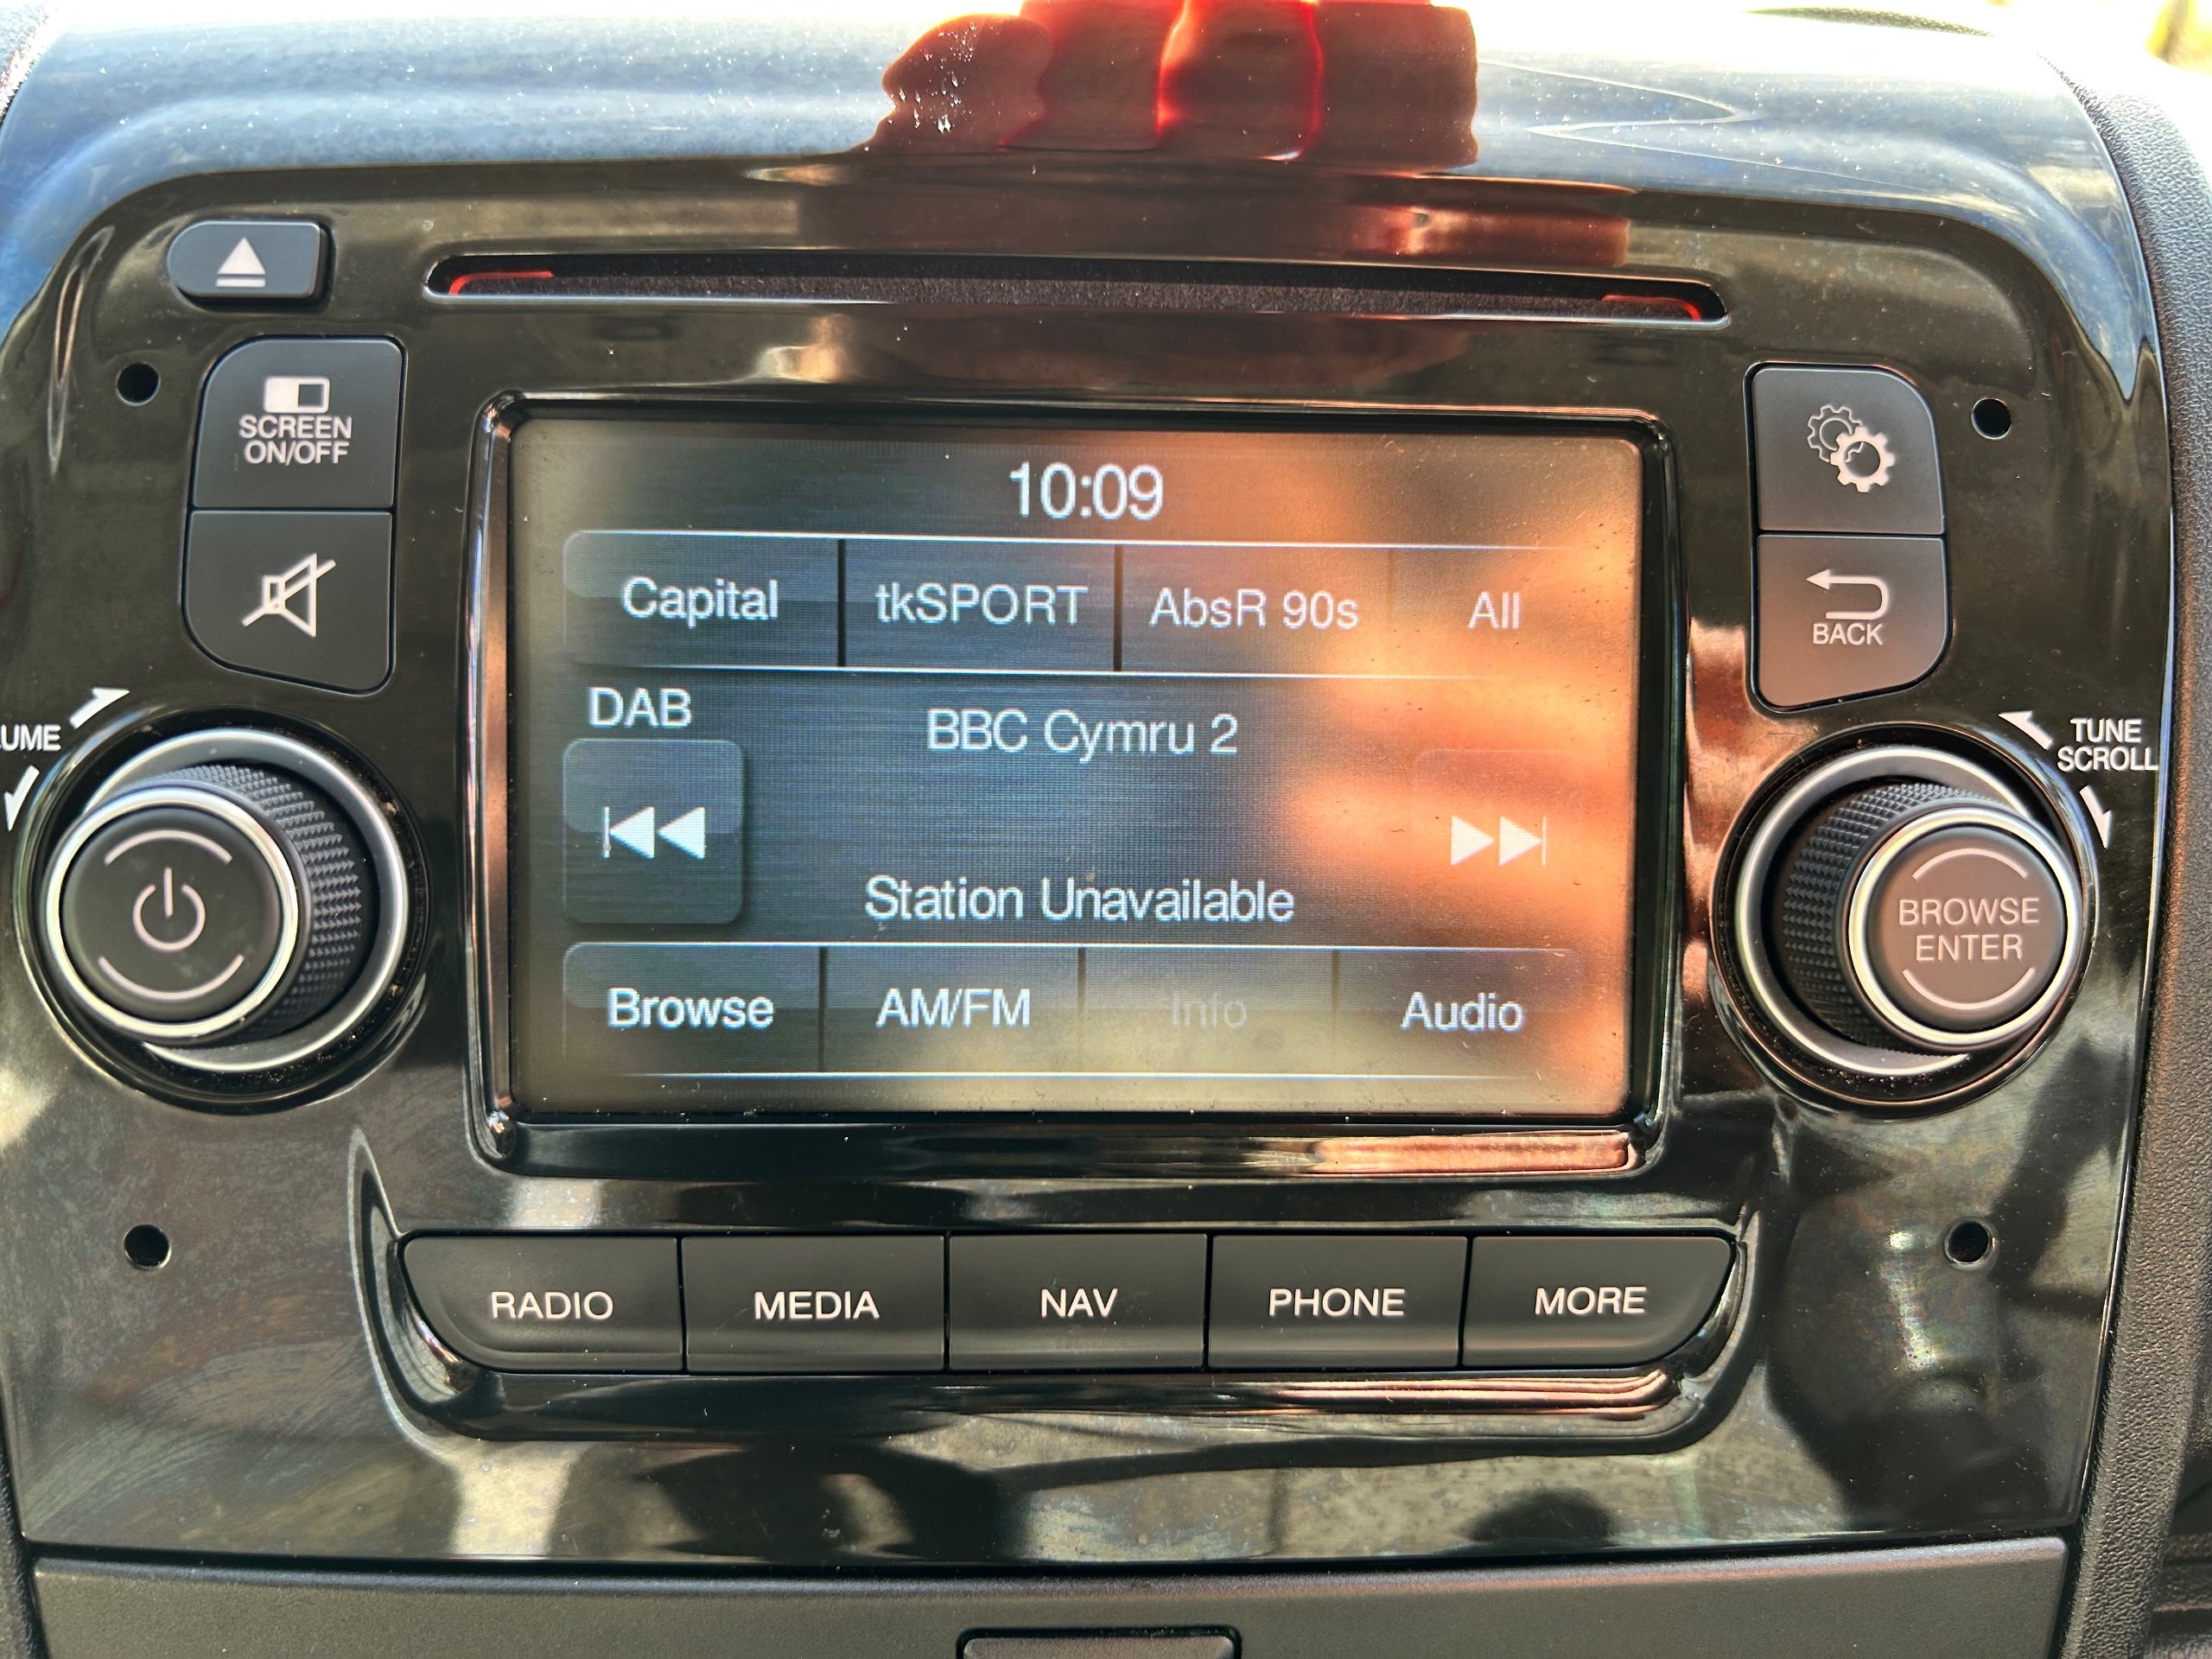 SCREEN
ON/OFF
10:09
Capital
tkSPORT
AbsR 90s
All
BACK
DAB
BBC Cymru 2
UME
TUNE
SCROLL
Station Unavailable
BROWSE
ENTER
Browse
AM/FM
Info
Audio
RADIO
MEDIA
NAV
PHONE
MORE